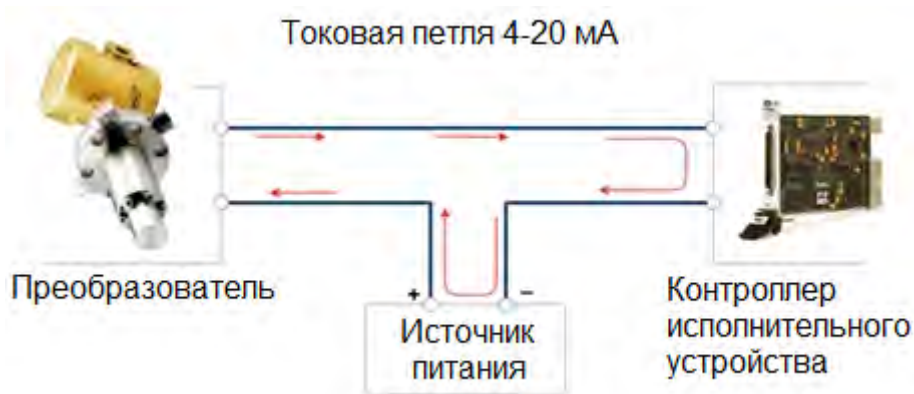 Токовая петля 4-20 мА
Преобразователь
+ −
Источник
питания
Контроллер
исполнительного
устройства